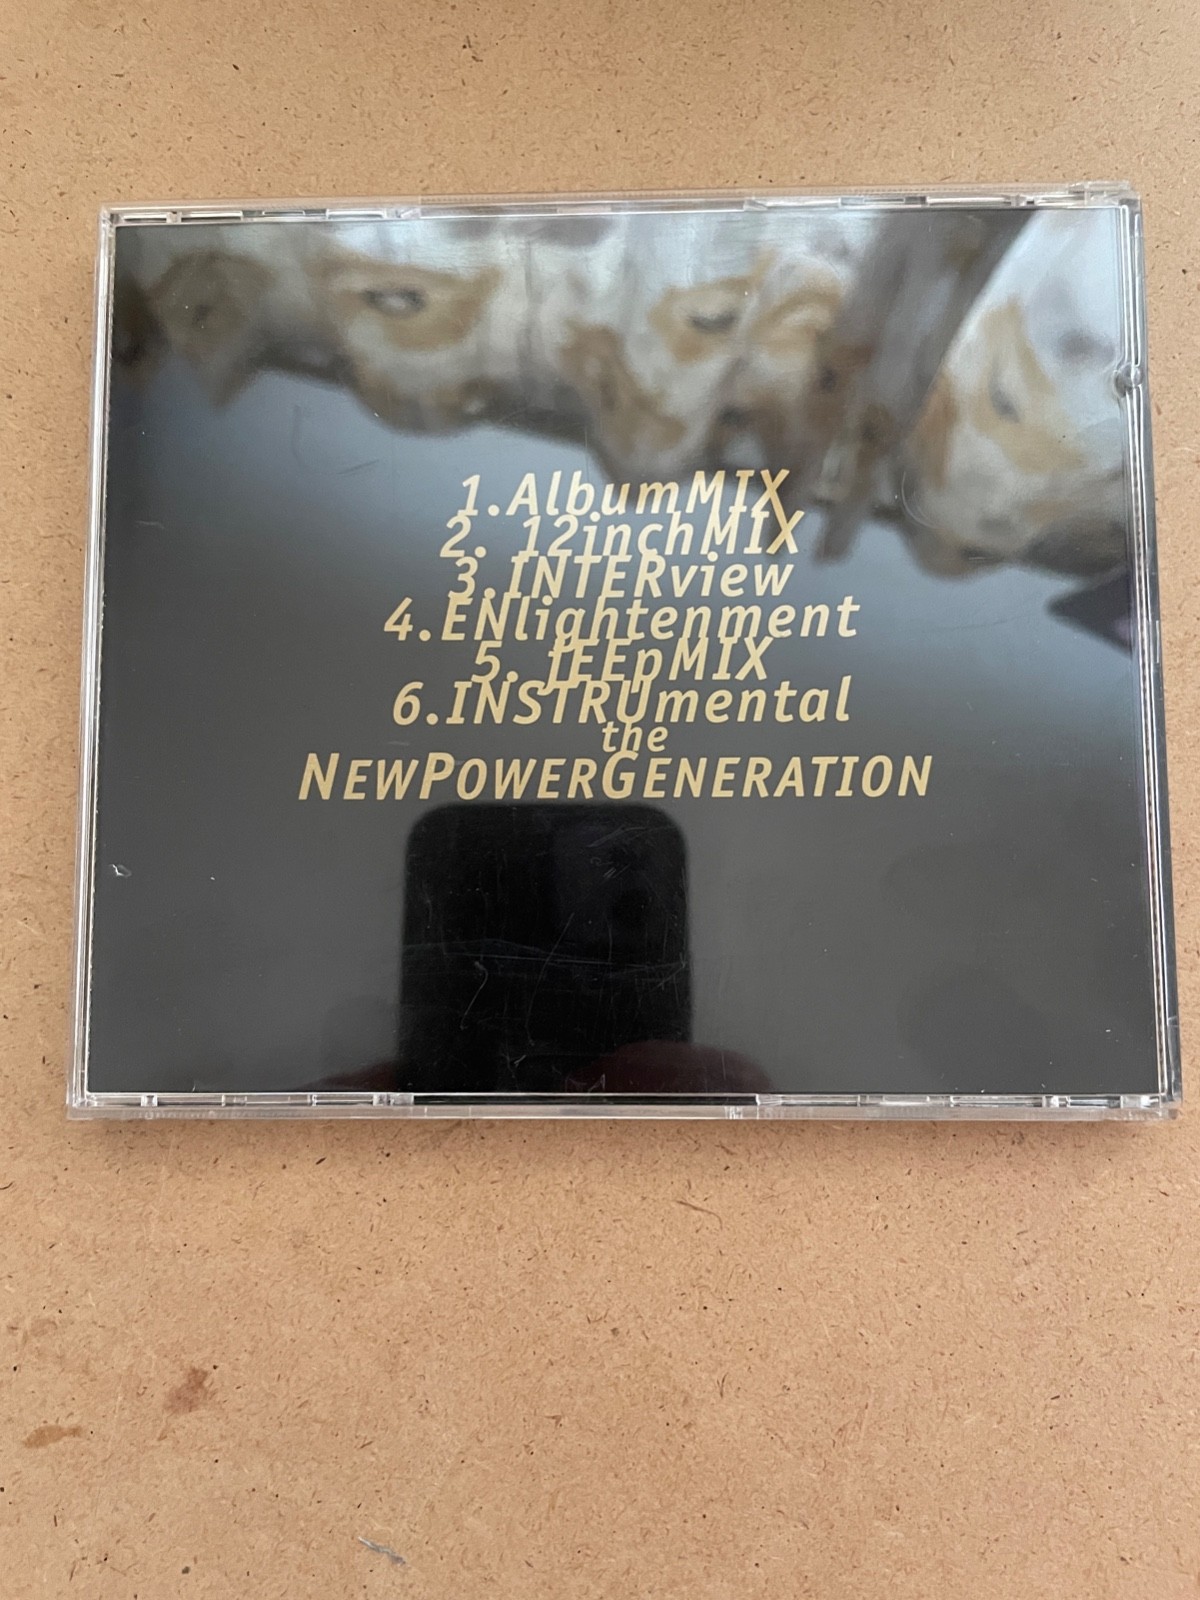 1.AlbumMIX
2. 12inchMIX
3.INTERview
4.ENlightenment
5. JEEpMIX
6.INSTRUmental
the
NEWPOWERGENERATION